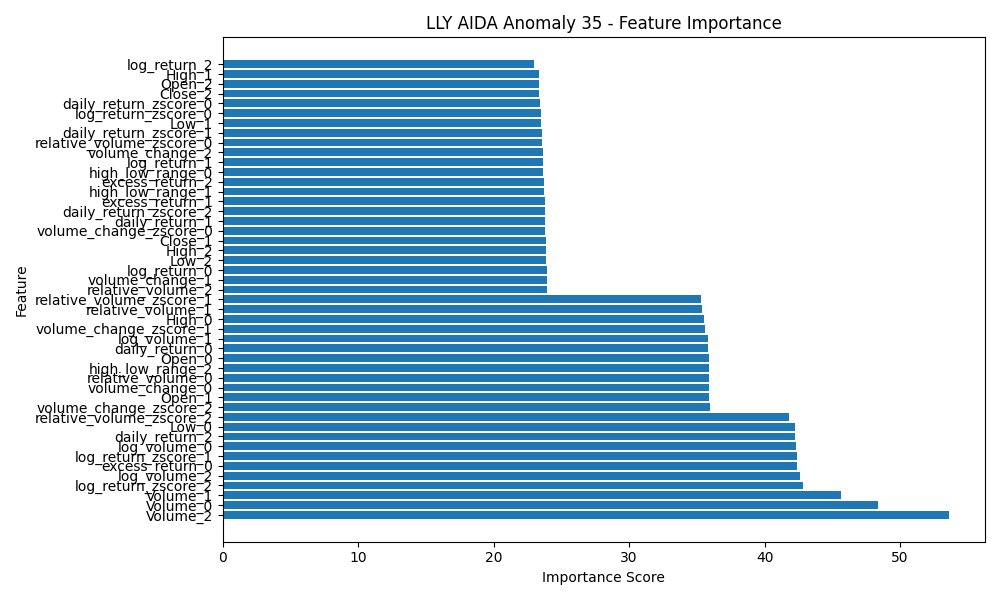 LLY AIDA Anomaly 35 - Feature Importance
log_return_2
High_1
Open_2
Close_2
daily_return_zscore_0
log_return_zscore_0
Low_1
daily_return_zscore_1
relative_volume_zscore_0
volume_change_2
log_return_1
high_low_range_0
excess_return_2
high_low_range_1
excess_return_1
daily_return_zscore_2
daily_return_1
volume_change_zscore_0
Close_1
High_2
Low_2
log_return_0
volume_change_1
relative_volume_2
relative_volume_zscore_1
relative_volume_1
High_0
volume_change_zscore_1
log_volume_1
daily_return_0
Open_0
high_low_range_2
relative_volume_0
volume_change_0
Open_1
volume_change_zscore_2
relative_volume_zscore_2
Low_0
daily_return_2
log_volume_0
log_return_zscore_1
excess_return_0
log_volume_2
log_return_zscore_2
Volume_1
Volume_0
Volume_2
Feature
0 10 20 30 40 50
Importance Score